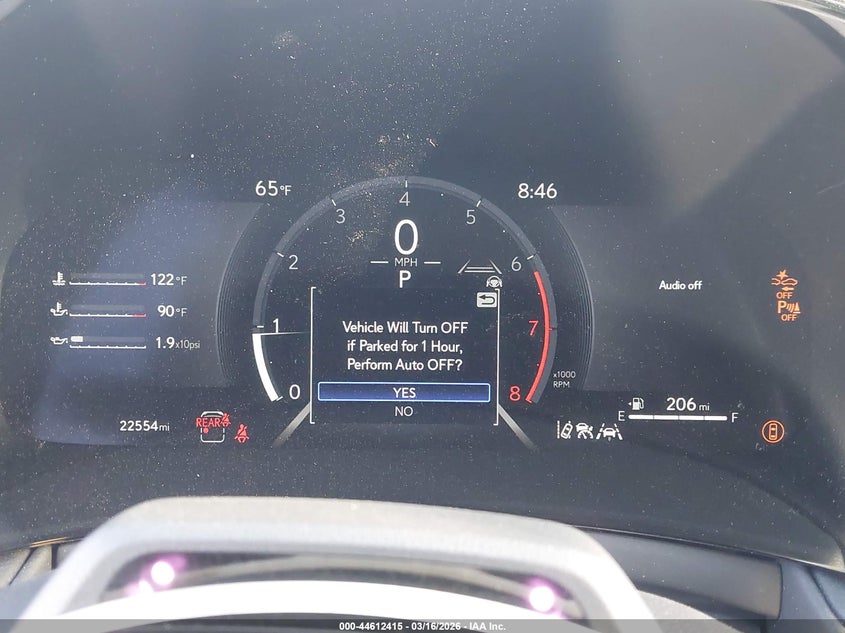 65°F
8:46
0
MPH
P
0
1
2
3
4
5
6
7
8
x1000
RPM
122 °F
90 °F
1.9x10psi
Vehicle Will Turn OFF
if Parked for 1 Hour,
Perform Auto OFF?
YES
NO
Audio off
OFF
P
OFF
22554mi
REAR
206 mi
E
F
000-44612415 - 03/16/2026 - IAA Inc.